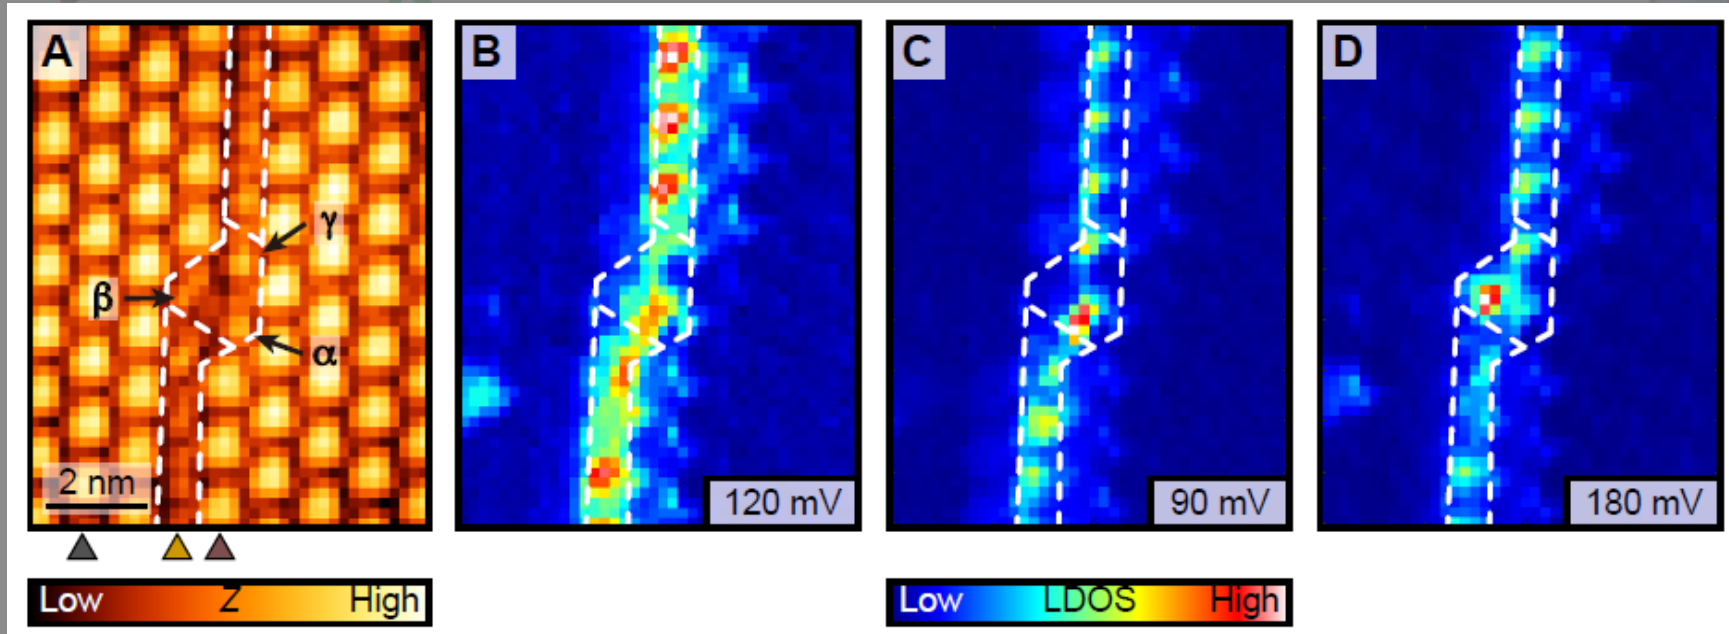 A
B
C
D
γ
β
α
2 nm
120 mV
90 mV
180 mV
Low Z High
Low LDOS High